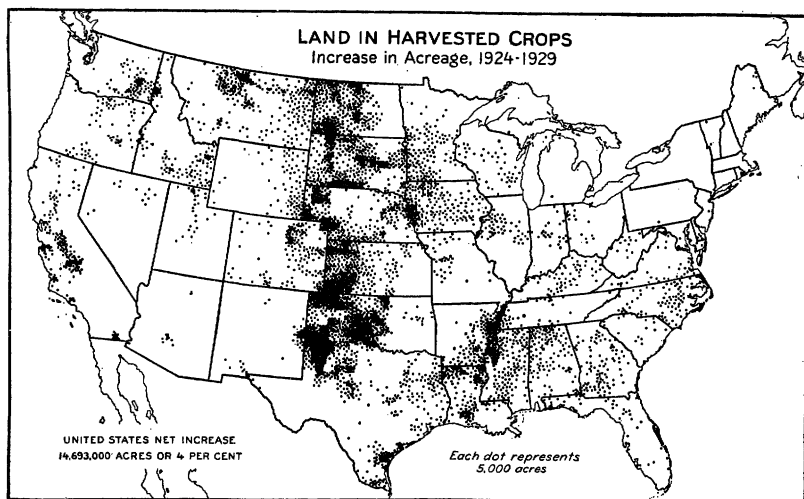 LAND IN HARVESTED CROPS
Increase in Acreage, 1924-1929
UNITED STATES NET INCREASE
14,693,000 ACRES OR 4 PER CENT
Each dot represents
5,000 acres